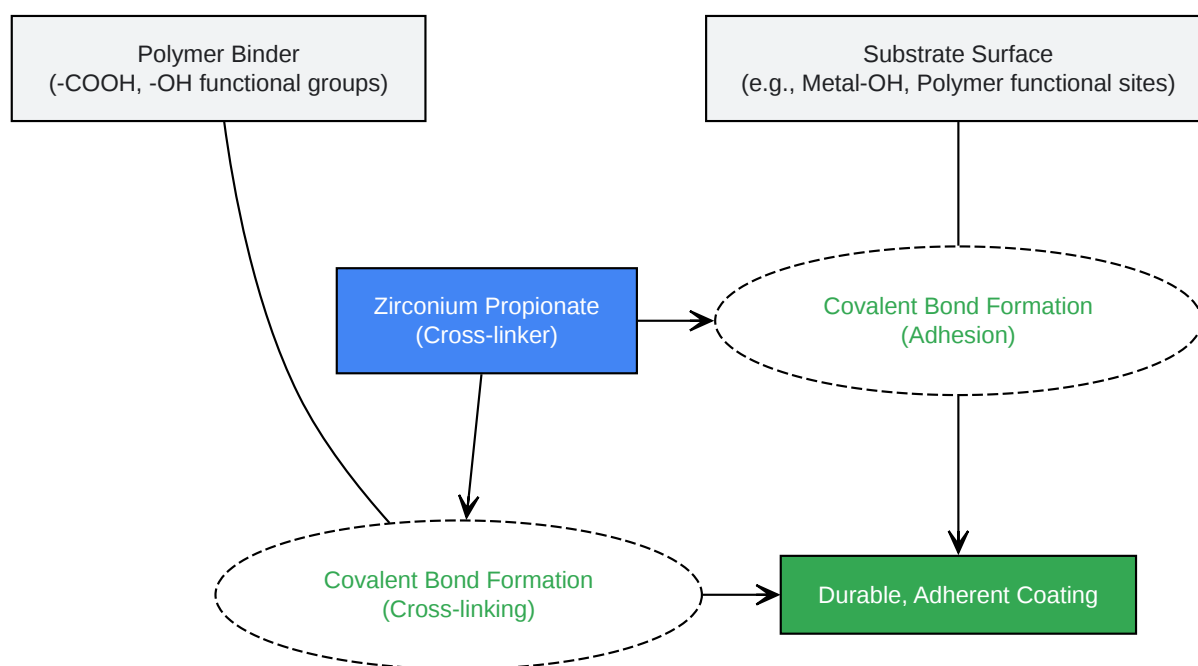 Polymer Binder
(-COOH, -OH functional groups)
Substrate Surface
(e.g., Metal-OH, Polymer functional sites)
Zirconium Propionate
(Cross-linker)
Covalent Bond Formation
(Adhesion)
Covalent Bond Formation
(Cross-linking)
Durable, Adherent Coating